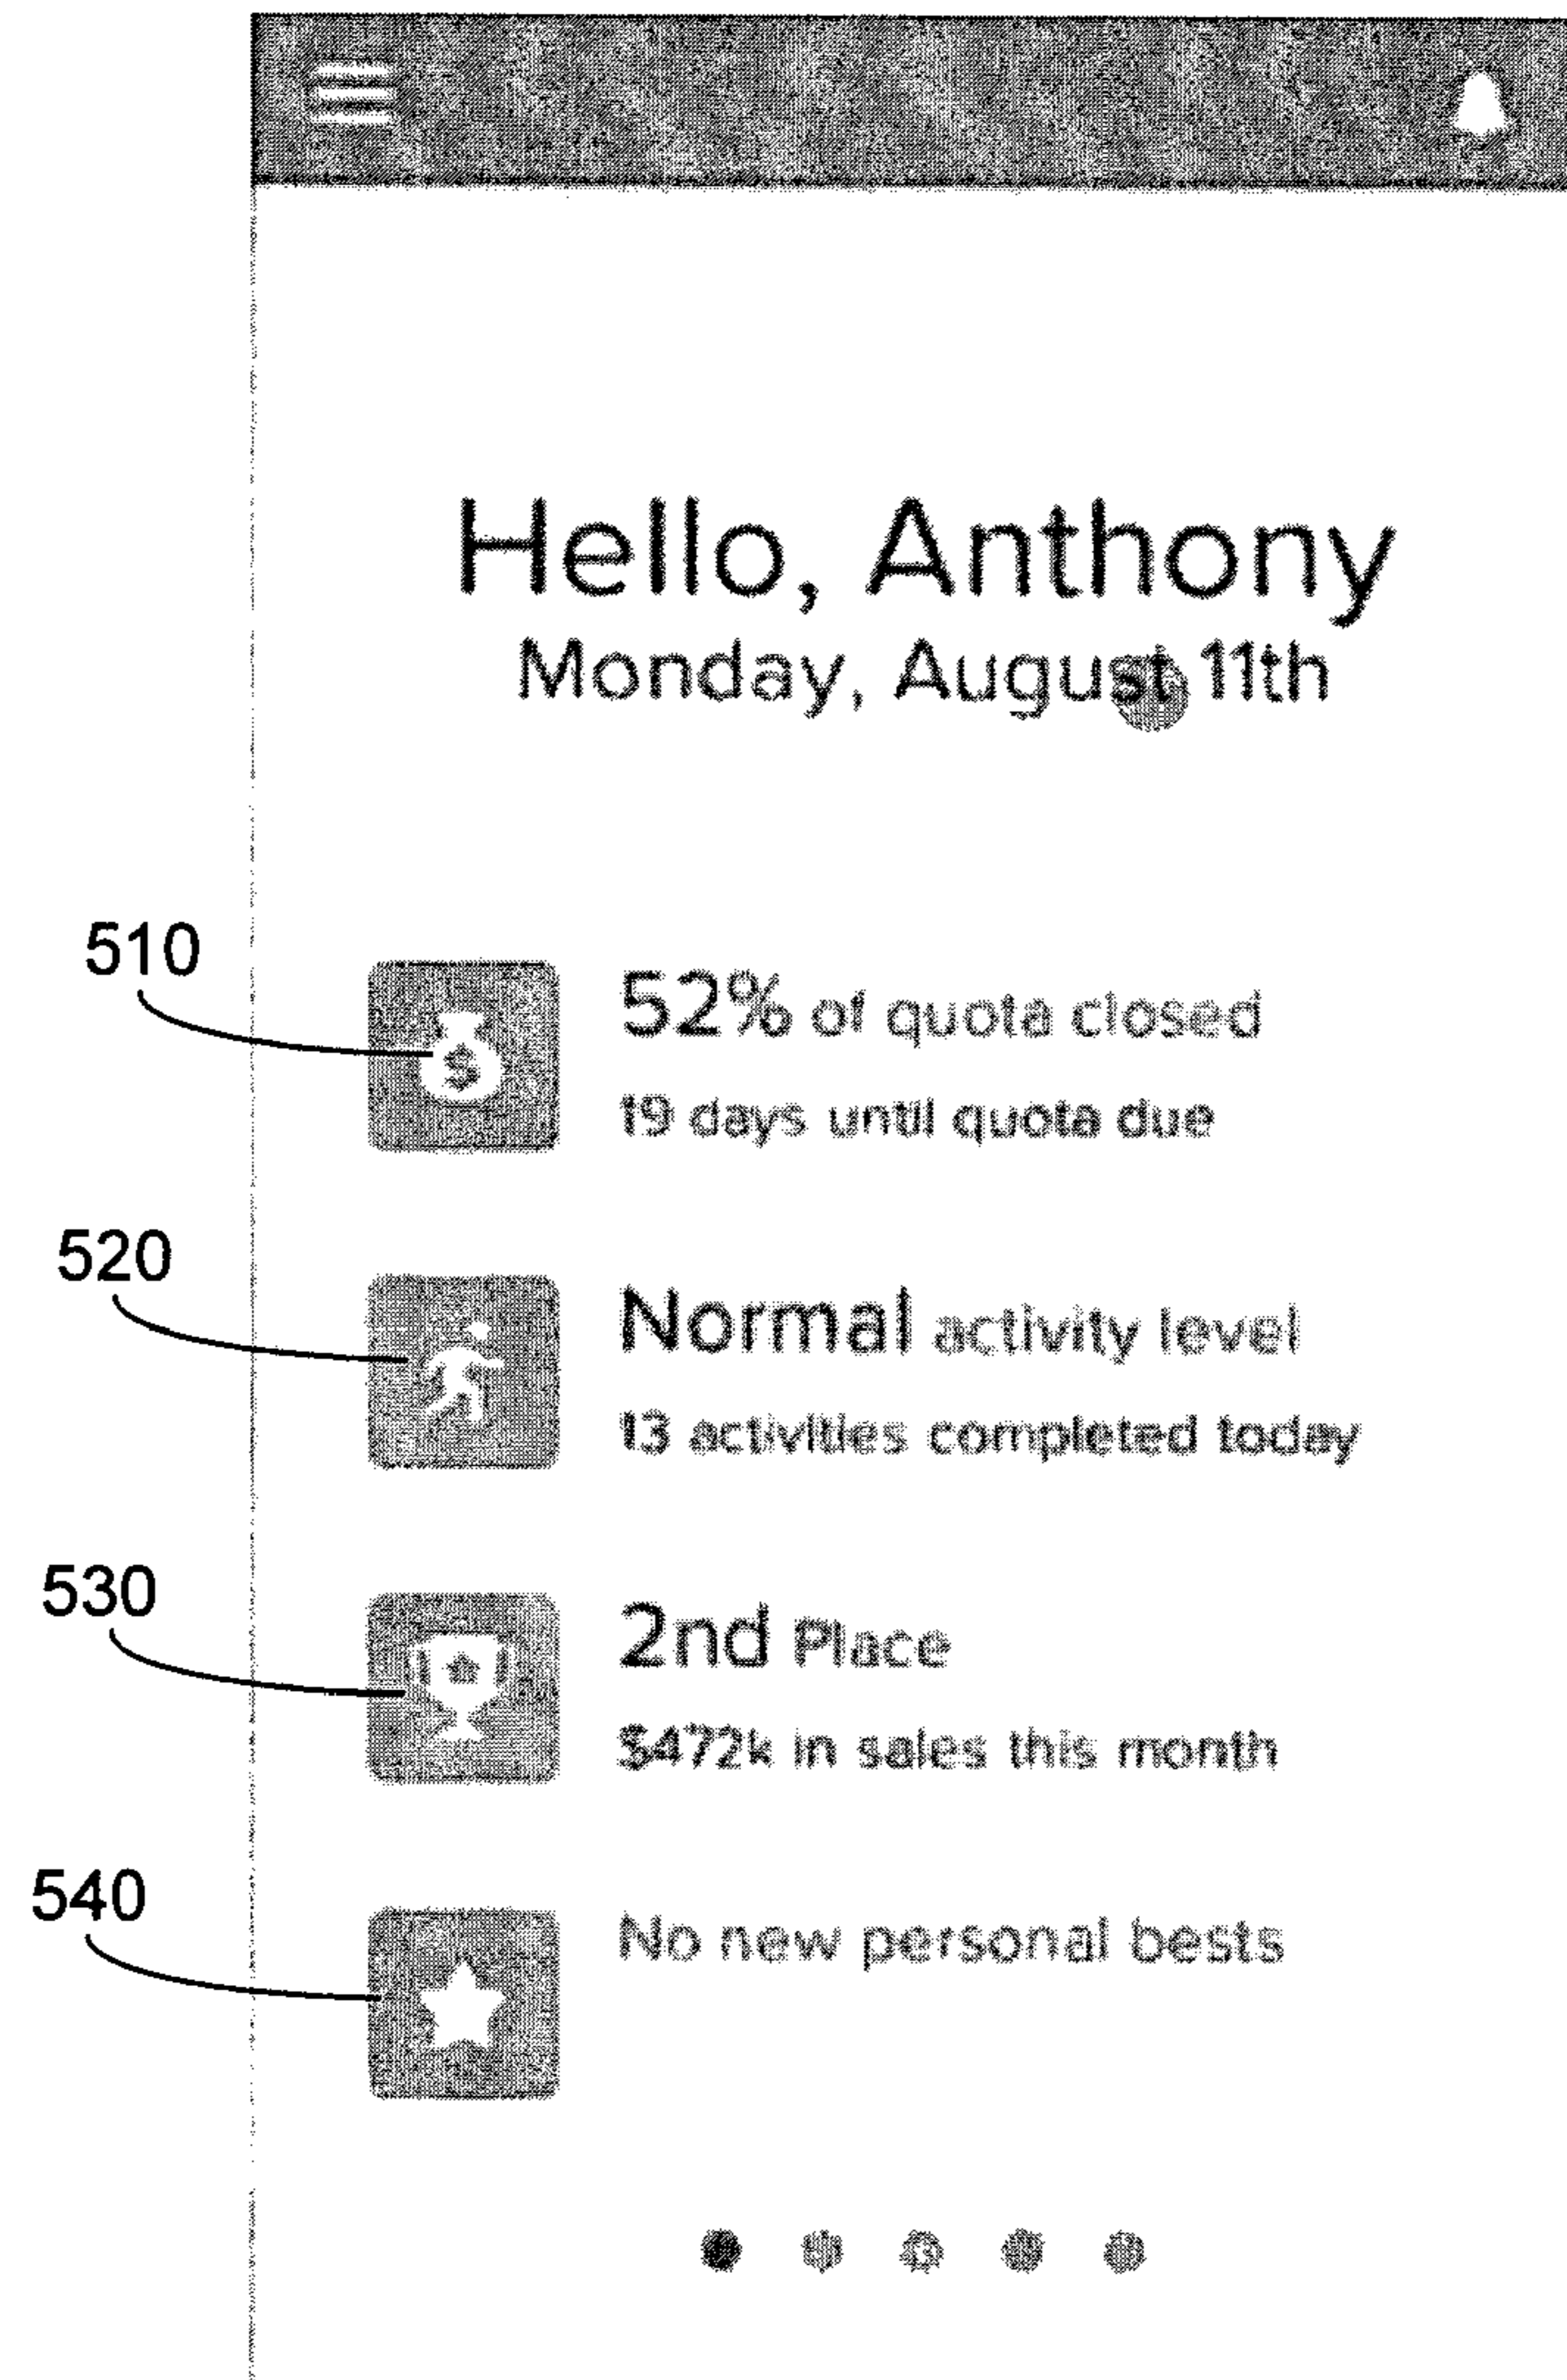 Hello, Anthony
Monday, August 11th
510
$
52% of quota closed
19 days until quota due
520
Normal activity level
13 activities completed today
530
2nd Place
$472k in sales this month
540
No new personal bests